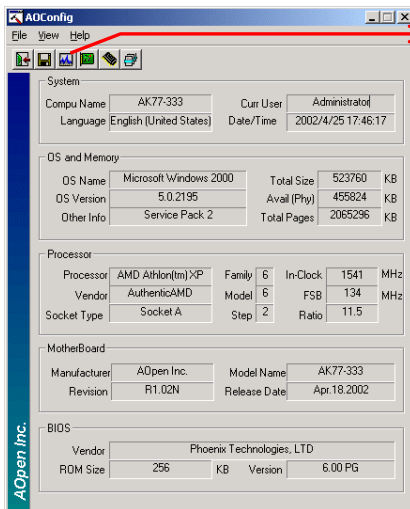 AOConfig
File View Help
System
Compu Name AK77-333 Curr User Administrator
Language English (United States) Date/Time 2002/4/25 17:46:17
OS and Memory
OS Name Microsoft Windows 2000 Total Size 523760 KB
OS Version 5.0.2195 Avail (Phy) 455824 KB
Other Info Service Pack 2 Total Pages 2065296 KB
Processor
Processor AMD Athlon(tm) XP Family 6 In-Clock 1541 MHz
Vendor AuthenticAMD Model 6 FSB 134 MHz
Socket Type Socket A Step 2 Ratio 11.5
MotherBoard
Manufacturer AOpen Inc. Model Name AK77-333
Revision R1.02N Release Date Apr.18.2002
BIOS
Vendor Phoenix Technologies, LTD
ROM Size 256 KB Version 6.00 PG
AOpen Inc.